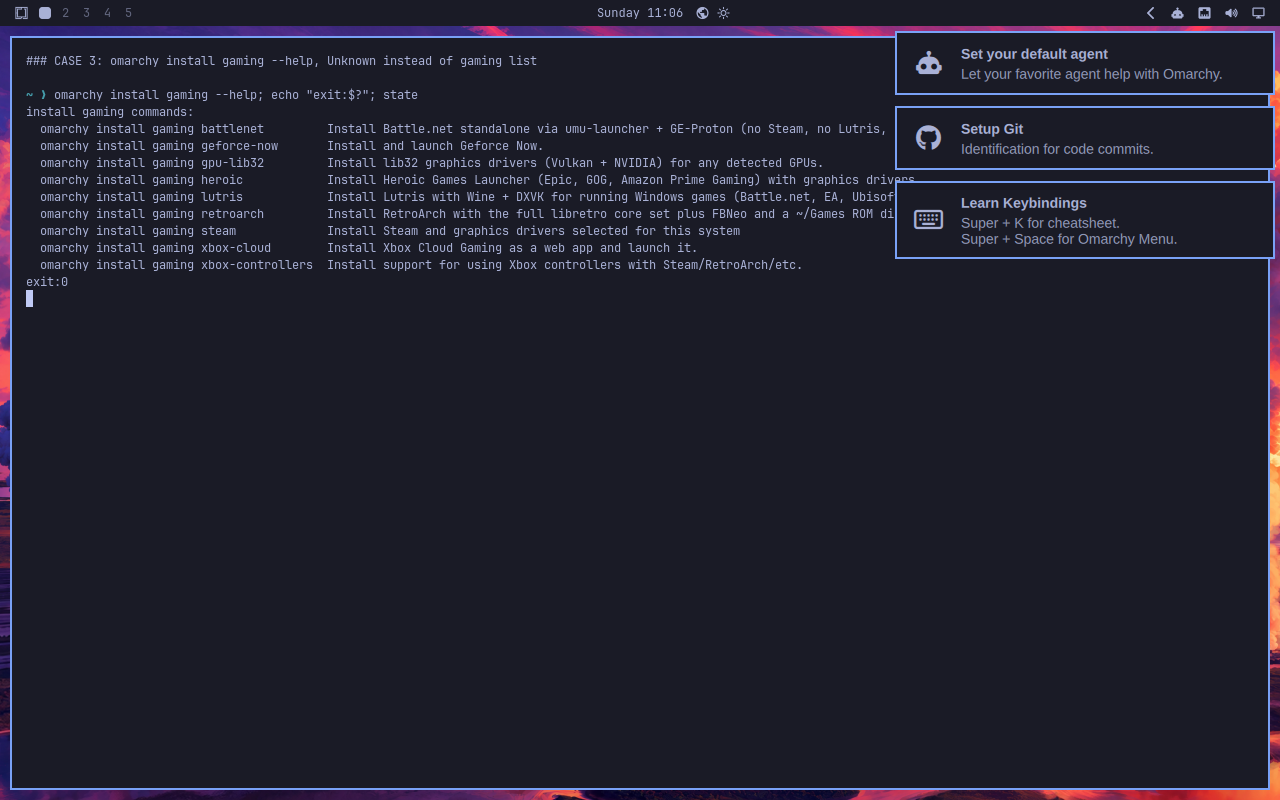 2 3 4 5
Sunday 11:06
### CASE 3: omarchy install gaming --help, Unknown instead of gaming list
~ ❯ omarchy install gaming --help; echo "exit:$?"; state
install gaming commands:
omarchy install gaming battlenet Install Battle.net standalone via umu-launcher + GE-Proton (no Steam, no Lutris,
omarchy install gaming geforce-now Install and launch Geforce Now.
omarchy install gaming gpu-lib32 Install lib32 graphics drivers (Vulkan + NVIDIA) for any detected GPUs.
omarchy install gaming heroic Install Heroic Games Launcher (Epic, GOG, Amazon Prime Gaming) with graphics drivers
omarchy install gaming lutris Install Lutris with Wine + DXVK for running Windows games (Battle.net, EA, Ubisof
omarchy install gaming retroarch Install RetroArch with the full libretro core set plus FBNeo and a ~/Games ROM di
omarchy install gaming steam Install Steam and graphics drivers selected for this system
omarchy install gaming xbox-cloud Install Xbox Cloud Gaming as a web app and launch it.
omarchy install gaming xbox-controllers Install support for using Xbox controllers with Steam/RetroArch/etc.
exit:0
Set your default agent
Let your favorite agent help with Omarchy.
Setup Git
Identification for code commits.
Learn Keybindings
Super + K for cheatsheet.
Super + Space for Omarchy Menu.